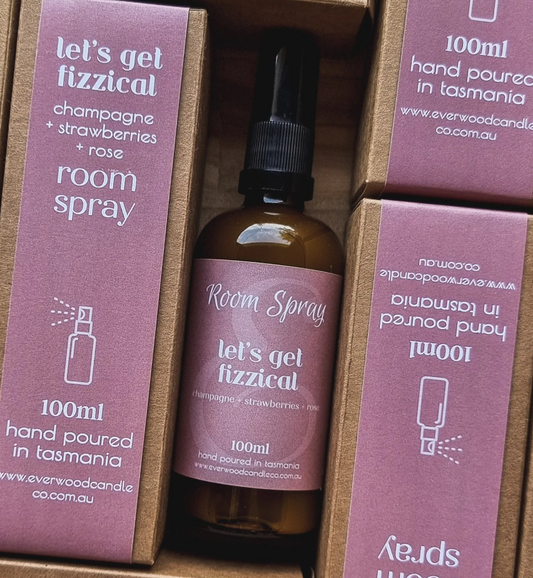 let's get
fizzical
champagne
+ strawberries
+ rose
room
spray
100ml
hand poured
in tasmania
www.everwoodcandle
co.com.au
Room Spray
let's get
fizzical
champagne + strawberries + rose
100ml
hand poured in tasmania
www.everwoodcandleco.com.au
100ml
hand poured
in tasmania
www.everwoodcandle
co.com.au
spray
100ml
hand poured
in tasmania
www.everwoodcandle
co.com.au